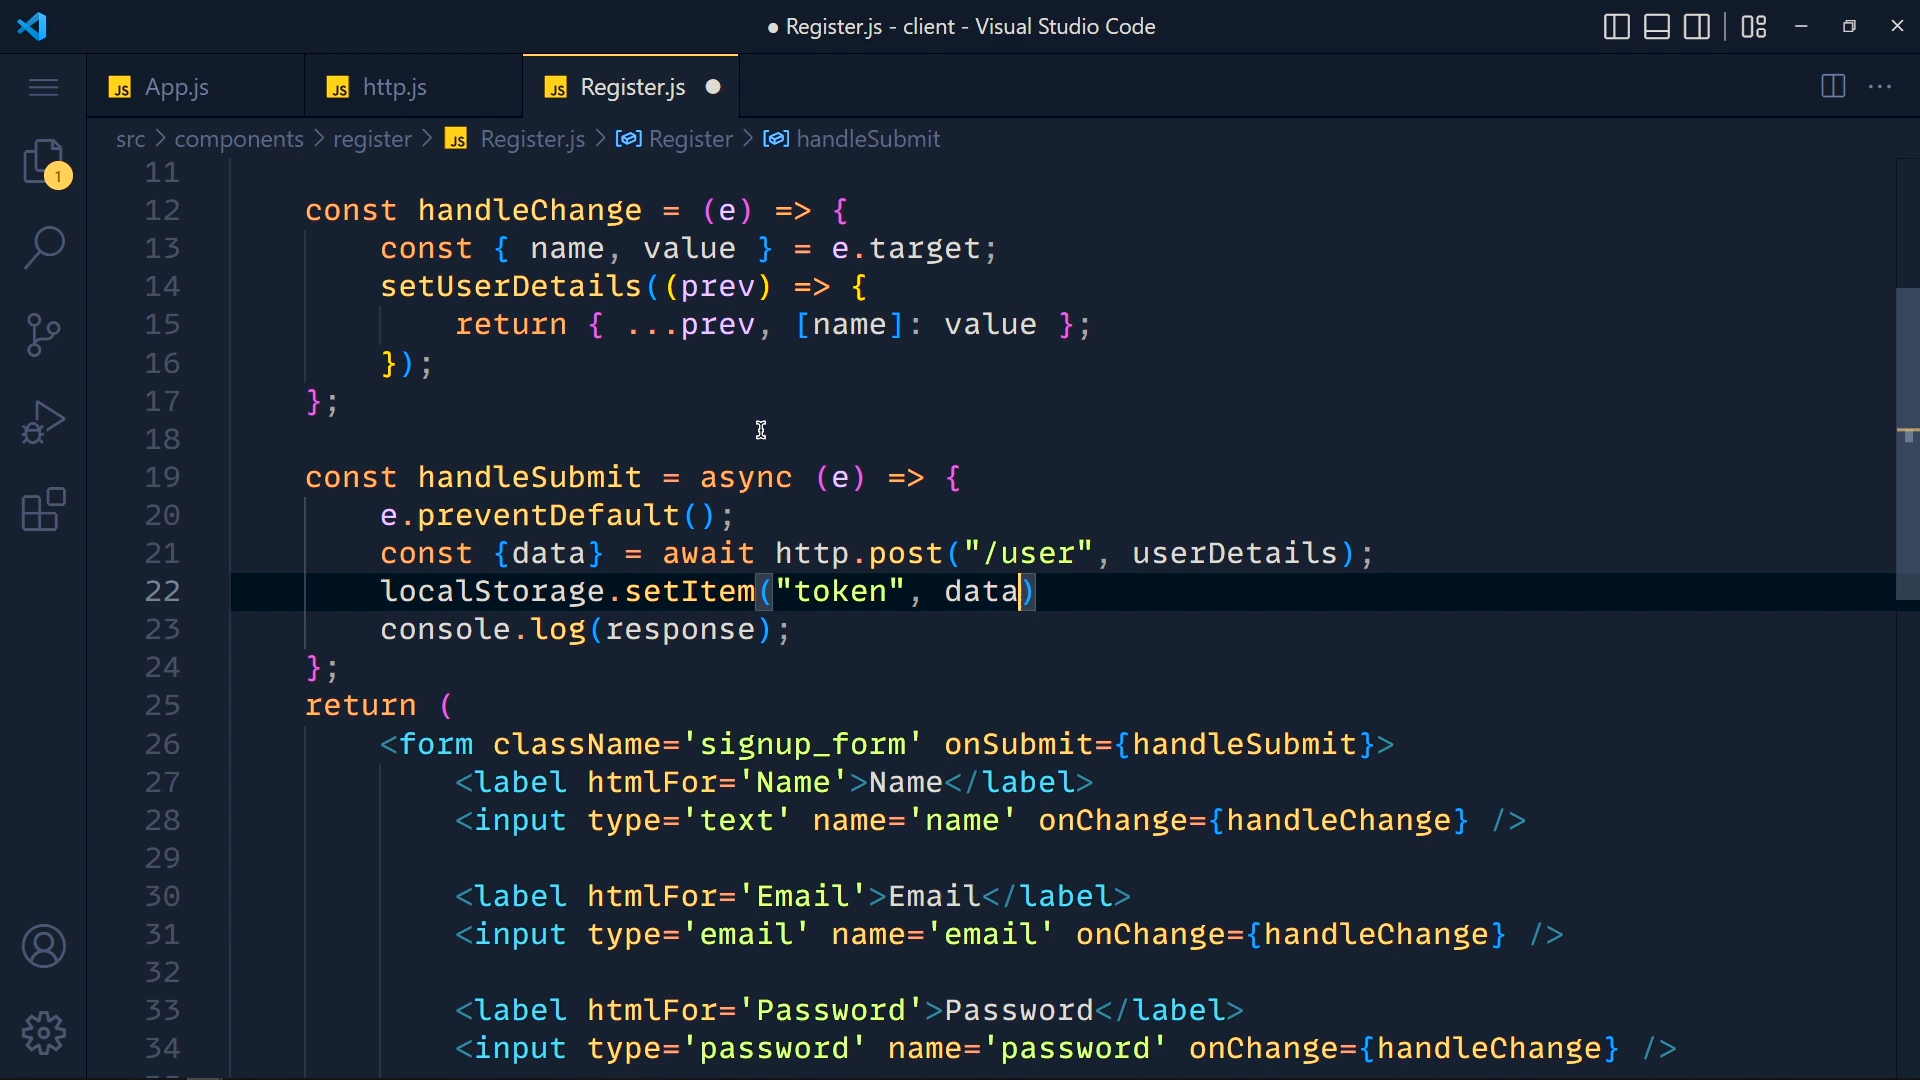 Register.js - client - Visual Studio Code
JS App.js
JS http.js
JS Register.js
src > components > register > JS Register.js > Register > handleSubmit
1
11
12 const handleChange = (e) => {
13 const { name, value } = e.target;
14 setUserDetails((prev) => {
15 return { ...prev, [name]: value };
16 });
17 };
18
19 const handleSubmit = async (e) => {
20 e.preventDefault();
21 const {data} = await http.post("/user", userDetails);
22 localStorage.setItem("token", data)
23 console.log(response);
24 };
25 return (
26 <form className='signup_form' onSubmit={handleSubmit}>
27 <label htmlFor='Name'>Name</label>
28 <input type='text' name='name' onChange={handleChange} />
29
30 <label htmlFor='Email'>Email</label>
31 <input type='email' name='email' onChange={handleChange} />
32
33 <label htmlFor='Password'>Password</label>
34 <input type='password' name='password' onChange={handleChange} />